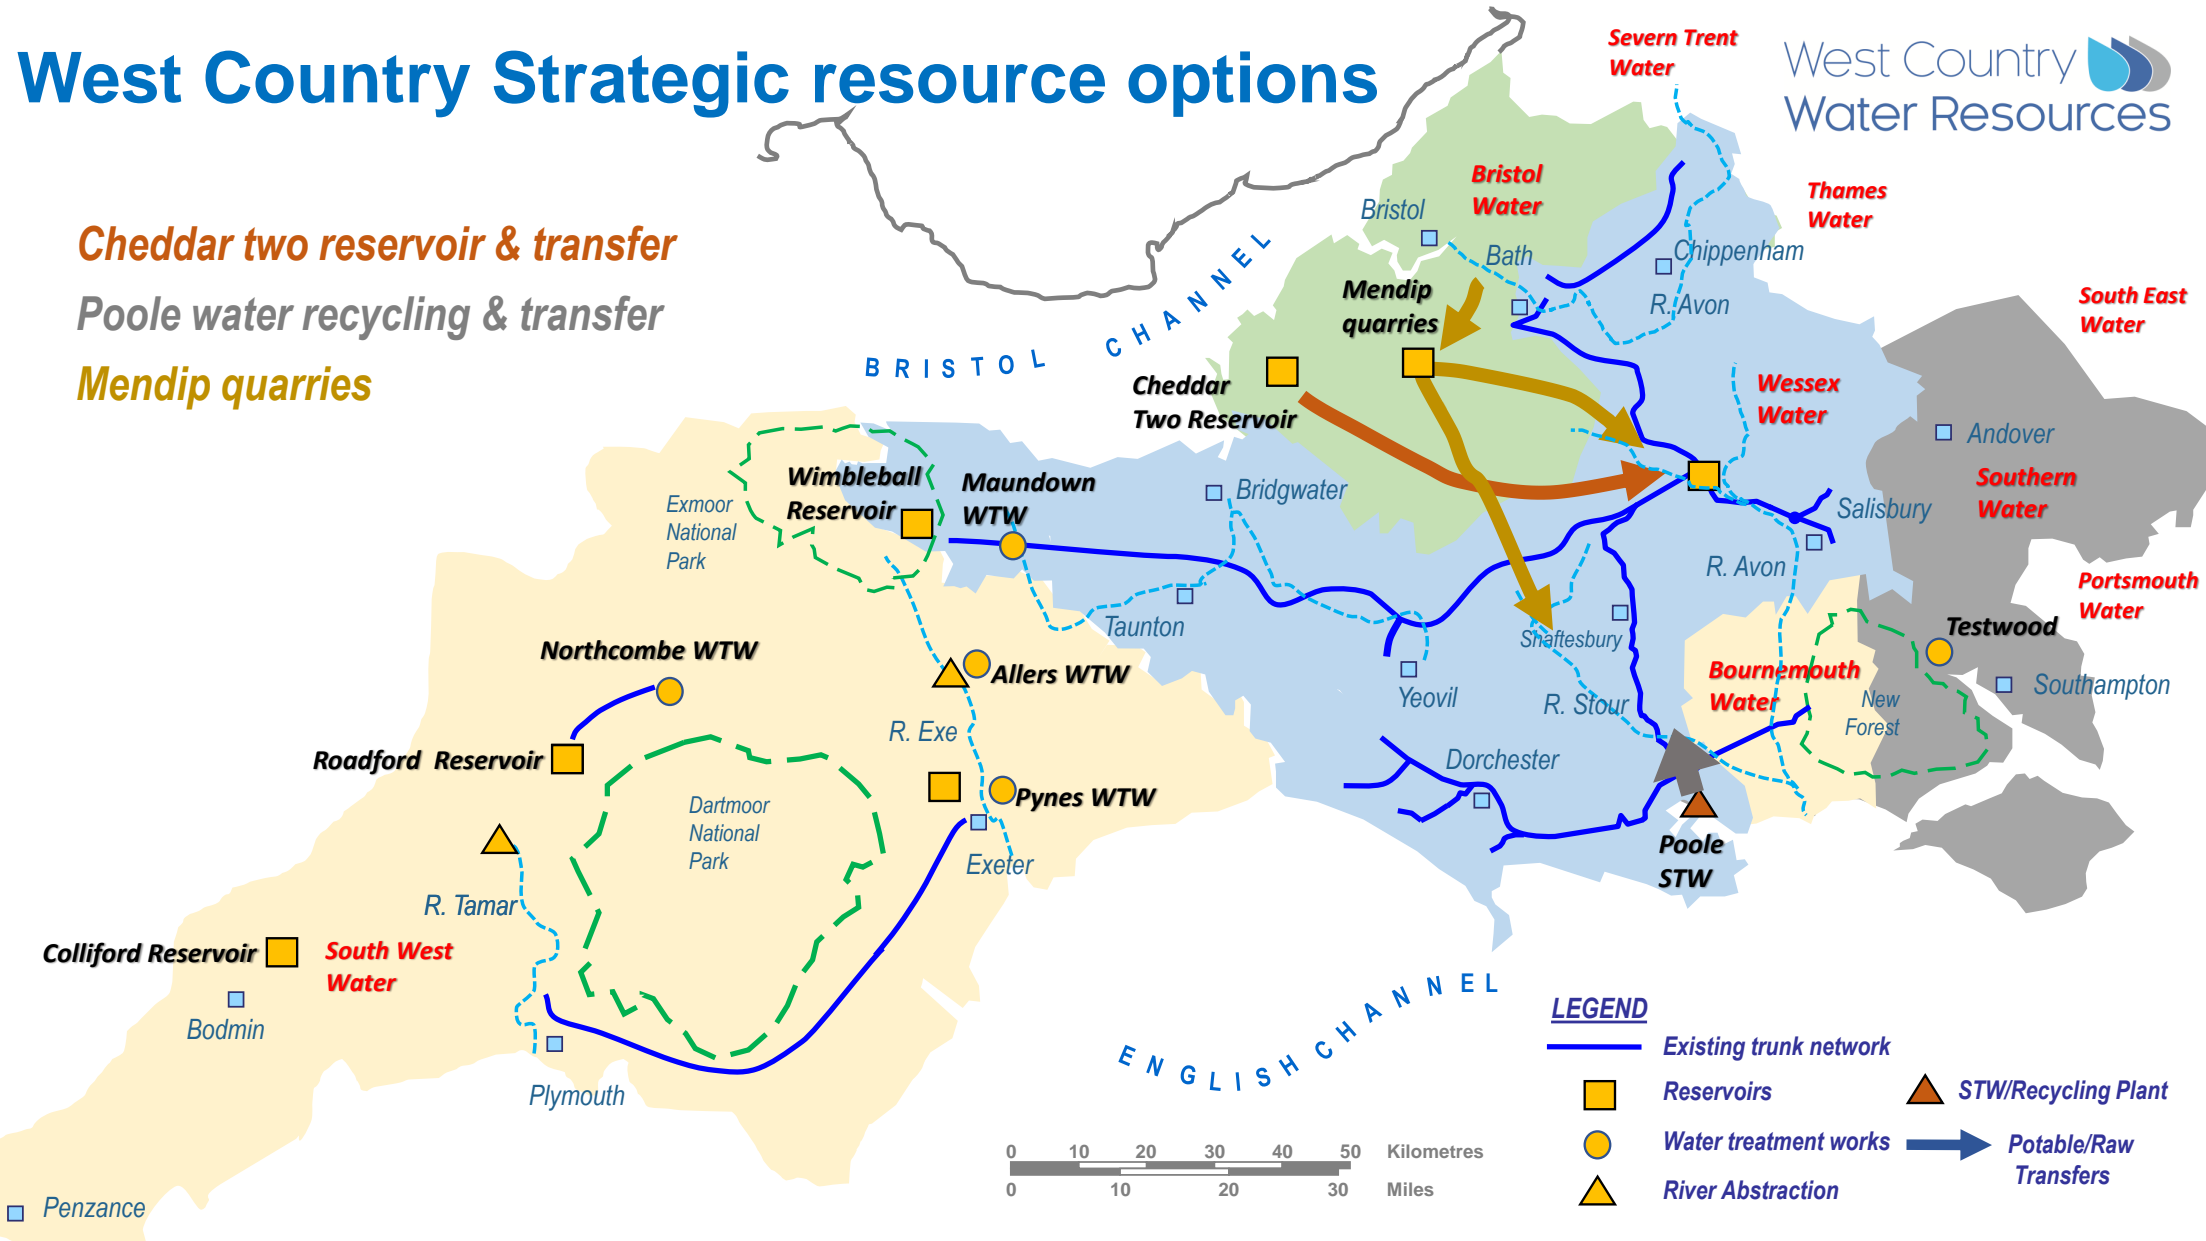 West Country Strategic resource options
West Country
Water Resources
Cheddar two reservoir & transfer
Poole water recycling & transfer
Mendip quarries
Severn Trent
Water
Thames
Water
South East
Water
Bristol
Water
Bristol
Bath
Chippenham
R. Avon
Mendip
quarries
BRISTOL CHANNEL
Cheddar
Two Reservoir
Wessex
Water
Andover
Southern
Water
Salisbury
R. Avon
Portsmouth
Water
Testwood
Southampton
Bournemouth
Water
New
Forest
Exmoor
National
Park
Wimbleball
Reservoir
Maundown
WTW
Bridgwater
Taunton
Shaftesbury
Yeovil
R. Stour
Dorchester
Poole
STW
Northcombe WTW
Allers WTW
R. Exe
Roadford Reservoir
Pynes WTW
Dartmoor
National
Park
Exeter
R. Tamar
Colliford Reservoir
South West
Water
Bodmin
Plymouth
Penzance
ENGLISH CHANNEL
0 10 20 30 40 50 Kilometres
0 10 20 30 Miles
LEGEND
Existing trunk network
Reservoirs
STW/Recycling Plant
Water treatment works
Potable/Raw
Transfers
River Abstraction